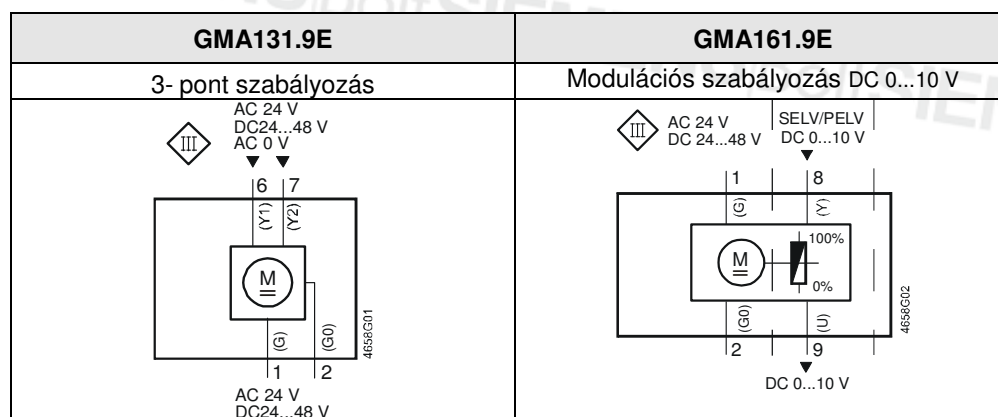 GMA131.9E
GMA161.9E
3- pont szabályozás
Modulációs szabályozás DC 0...10 V
III
AC 24 V
DC24...48 V
AC 0 V
6 7
(Y1) (Y2)
M
(G) (G0)
1 2
AC 24 V
DC24...48 V
4658G01
III
AC 24 V
DC 24...48 V
SELV/PELV
DC 0...10 V
1 8
(G) (Y)
M
100%
0%
(G0) (U)
2 9
DC 0...10 V
4658G02